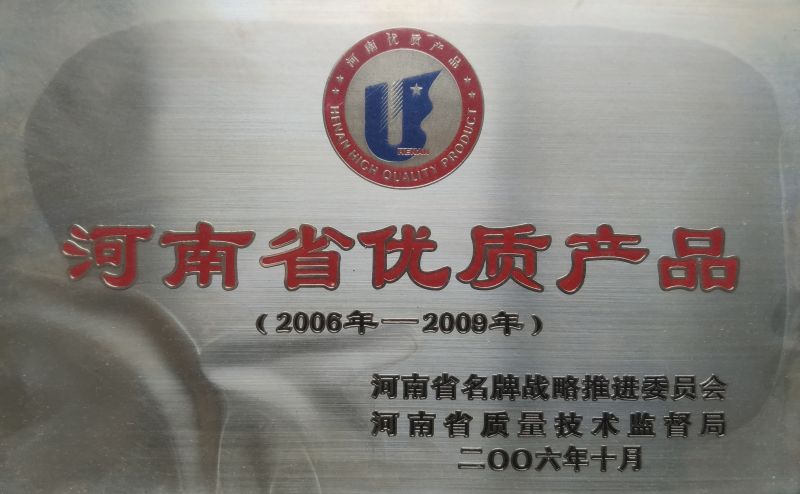 河南优质产品
HENAN
HENAN HIGH QUALITY PRODUCT
河南省优质产品
（2006年—2009年）
河南省名牌战略推进委员会
河南省质量技术监督局
二OO六年十月